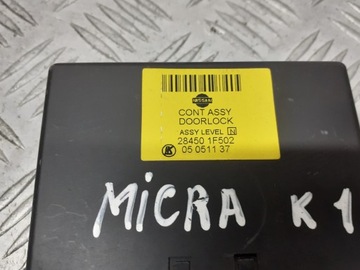 NISSAN
CONT ASSY
DOORLOCK
ASSY LEVEL N
28450 1F502
05 0511 37
MICRA K1